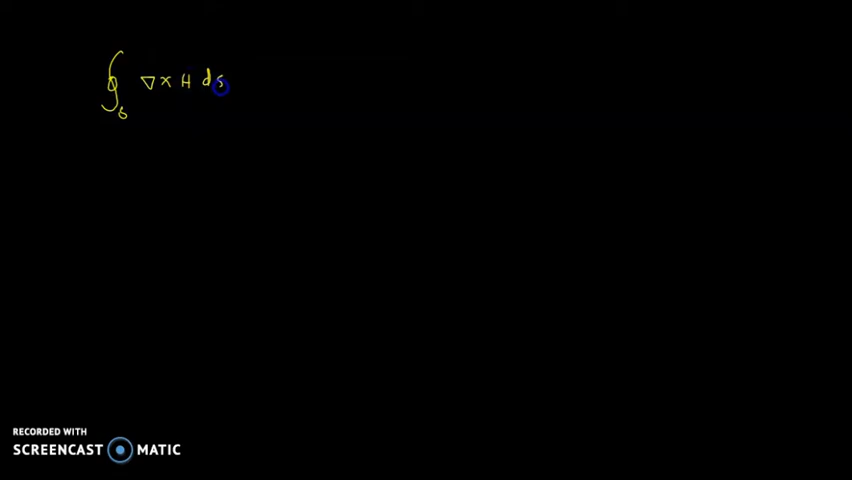 ∮ₛ ∇ x H ds
RECORDED WITH
SCREENCAST MATIC